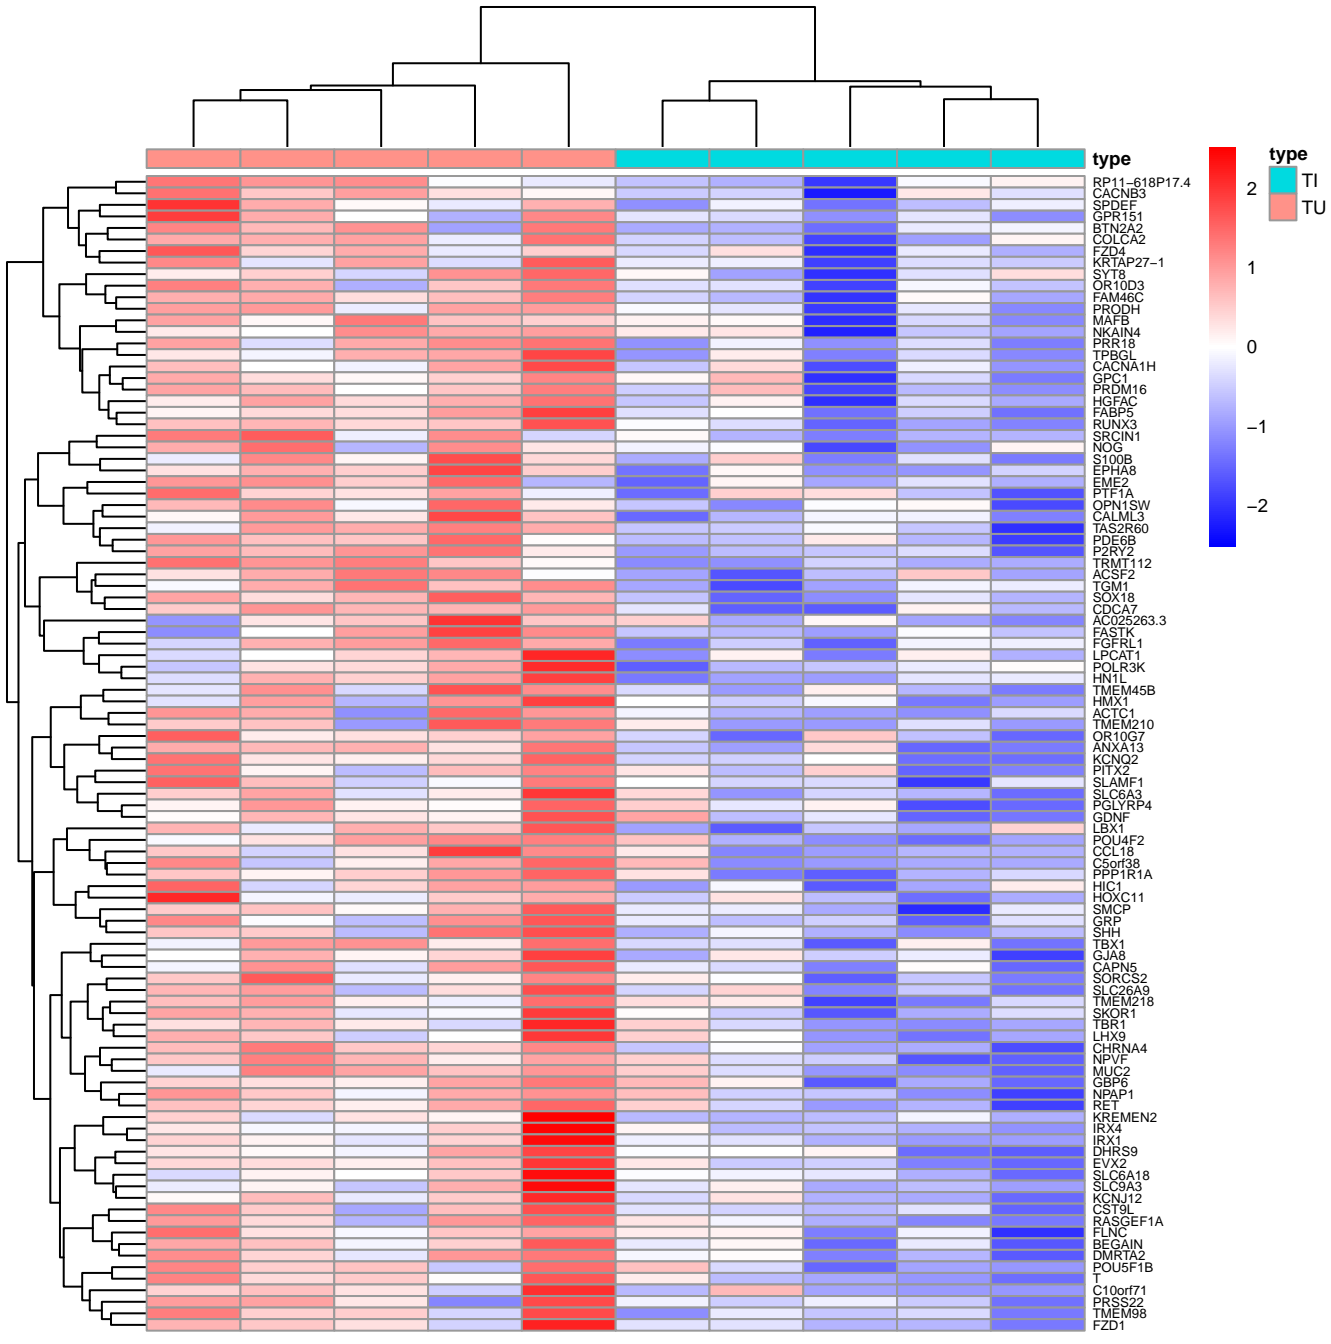 type
RP11−618P17.4
CACNB3
SPDEF
GPR151
BTN2A2
COLCA2
FZD4
KRTAP27−1
SYT8
OR10D3
FAM46C
PRODH
MAFB
NKAIN4
PRR18
TPBGL
CACNA1H
GPC1
PRDM16
HGFAC
FABP5
RUNX3
SRCIN1
NOG
S100B
EPHA8
EME2
PTF1A
OPN1SW
CALML3
TAS2R60
PDE6B
P2RY2
TRMT112
ACSF2
TGM1
SOX18
CDCA7
AC025263.3
FASTK
FGFRL1
LPCAT1
POLR3K
HN1L
TMEM45B
HMX1
ACTC1
TMEM210
OR10G7
ANXA13
KCNQ2
PITX2
SLAMF1
SLC6A3
PGLYRP4
GDNF
LBX1
POU4F2
CCL18
C5orf38
PPP1R1A
HIC1
HOXC11
SMCP
GRP
SHH
TBX1
GJA8
CAPN5
SORCS2
SLC26A9
TMEM218
SKOR1
TBR1
LHX9
CHRNA4
NPVF
MUC2
GBP6
NPAP1
RET
KREMEN2
IRX4
IRX1
DHRS9
EVX2
SLC6A18
SLC9A3
KCNJ12
CST9L
RASGEF1A
FLNC
BEGAIN
DMRTA2
POU5F1B
T
C10orf71
PRSS22
TMEM98
FZD1
2
1
0
−1
−2
type
TI
TU